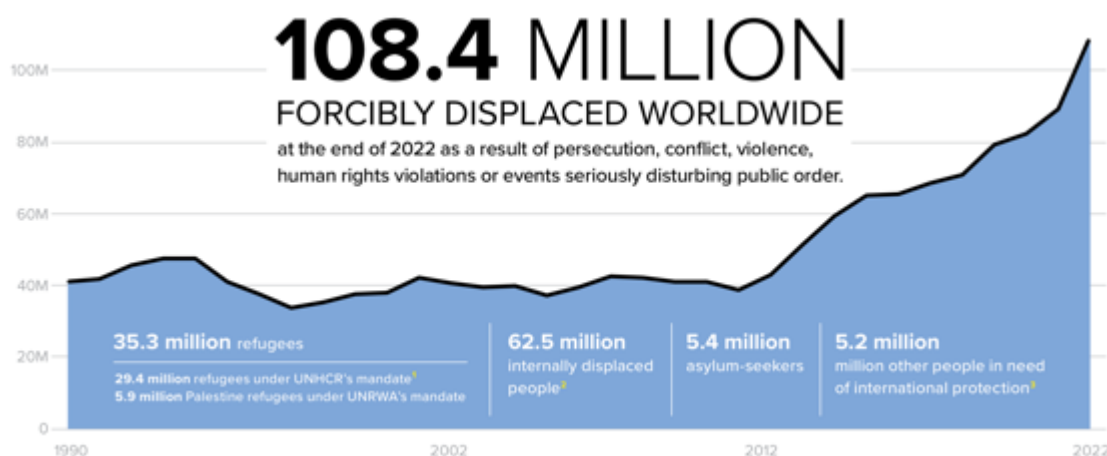 108.4 MILLION
FORCIBLY DISPLACED WORLDWIDE
at the end of 2022 as a result of persecution, conflict, violence,
human rights violations or events seriously disturbing public order.
100M
80M
60M
40M
20M
0
35.3 million refugees
29.4 million refugees under UNHCR's mandate¹
5.9 million Palestine refugees under UNRWA's mandate
62.5 million
internally displaced
people²
5.4 million
asylum-seekers
5.2 million
million other people in need
of international protection³
1990
2002
2012
2022